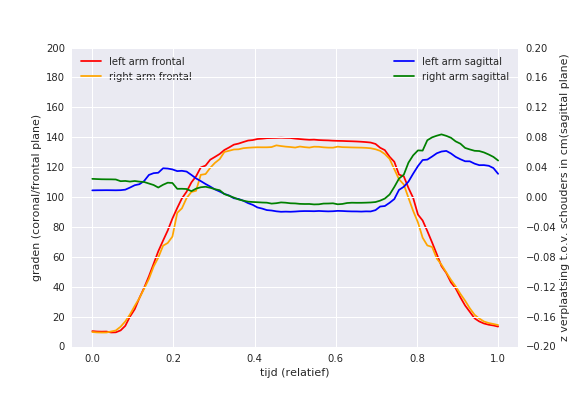 left arm frontal
right arm frontal
left arm sagittal
right arm sagittal
graden (coronal/frontal plane)
200
180
160
140
120
100
80
60
40
20
0
0.20
0.16
0.12
0.08
0.04
0.00
−0.04
−0.08
−0.12
−0.16
−0.20
z verplaatsing t.o.v. schouders in cm(sagittal plane)
0.0 0.2 0.4 0.6 0.8 1.0
tijd (relatief)